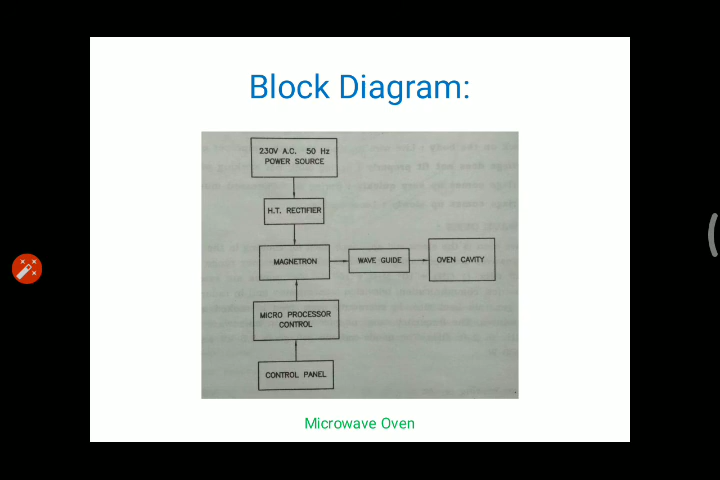 Block Diagram:
230V A.C. 50 Hz
POWER SOURCE
H.T. RECTIFIER
MAGNETRON
WAVE GUIDE
OVEN CAVITY
MICRO PROCESSOR
CONTROL
CONTROL PANEL
Microwave Oven